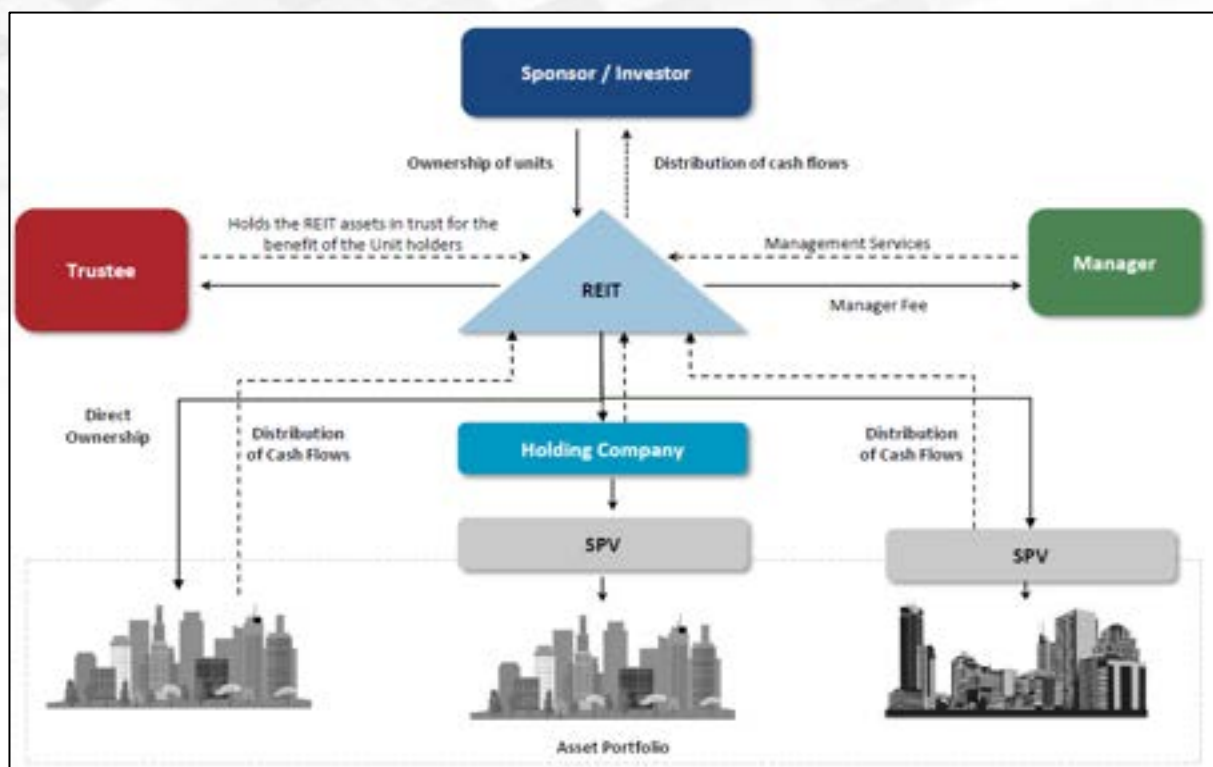 Sponsor / Investor
Ownership of units
Distribution of cash flows
Holds the REIT assets in trust for the
benefit of the Unit holders
Management Services
Trustee
Manager
REIT
Manager Fee
Direct
Ownership
Distribution
of Cash Flows
Holding Company
Distribution
of Cash Flows
SPV
SPV
Asset Portfolio